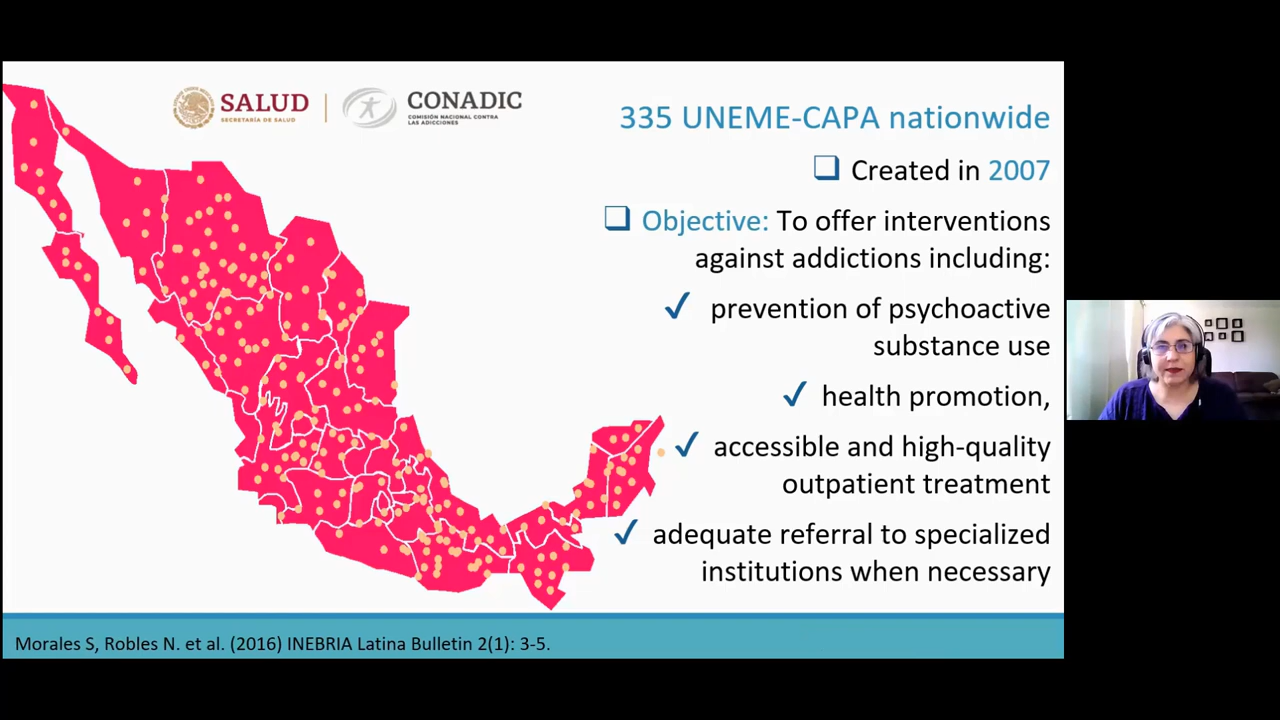 SALUD
SECRETARÍA DE SALUD
CONADIC
COMISIÓN NACIONAL CONTRA
LAS ADICCIONES
335 UNEME-CAPA nationwide
Created in 2007
Objective: To offer interventions
against addictions including:
prevention of psychoactive
substance use
health promotion,
accessible and high-quality
outpatient treatment
adequate referral to specialized
institutions when necessary
Morales S, Robles N. et al. (2016) INEBRIA Latina Bulletin 2(1): 3-5.